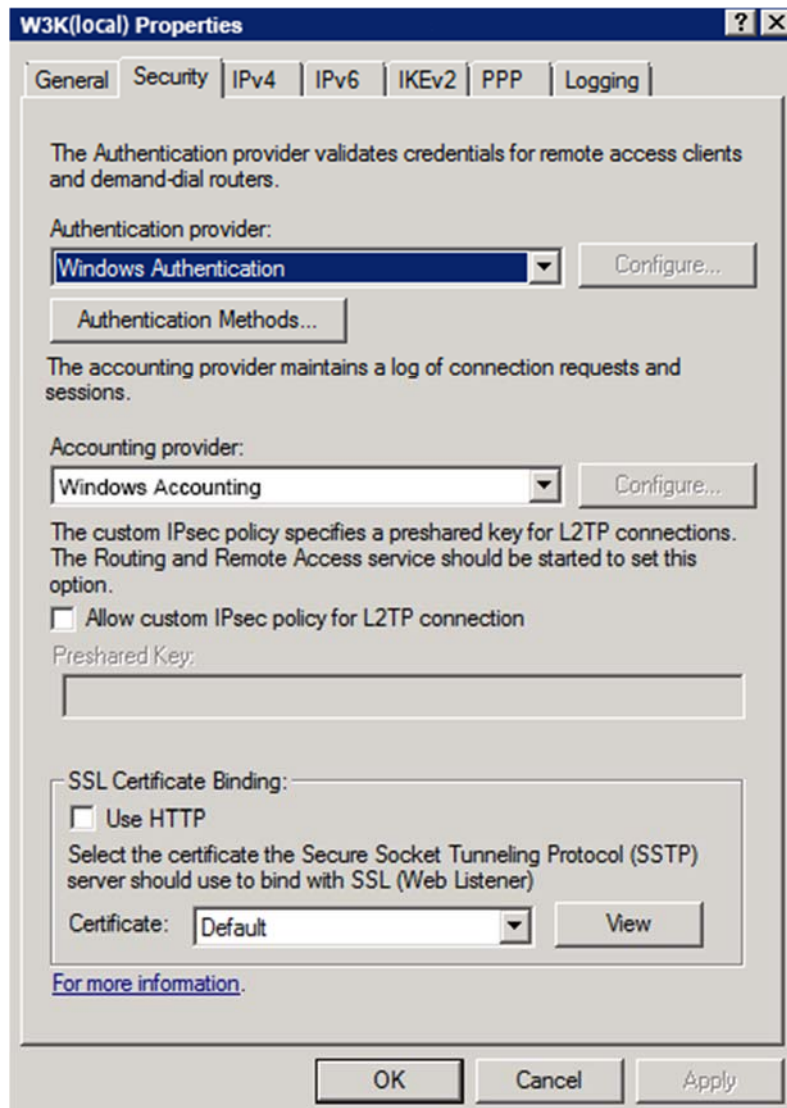 W3K(local) Properties
General Security IPv4 IPv6 IKEv2 PPP Logging
The Authentication provider validates credentials for remote access clients
and demand-dial routers.
Authentication provider:
Windows Authentication Configure...
Authentication Methods...
The accounting provider maintains a log of connection requests and
sessions.
Accounting provider:
Windows Accounting Configure...
The custom IPsec policy specifies a preshared key for L2TP connections.
The Routing and Remote Access service should be started to set this
option.
Allow custom IPsec policy for L2TP connection
Preshared Key:
SSL Certificate Binding:
Use HTTP
Select the certificate the Secure Socket Tunneling Protocol (SSTP)
server should use to bind with SSL (Web Listener)
Certificate: Default View
For more information.
OK Cancel Apply